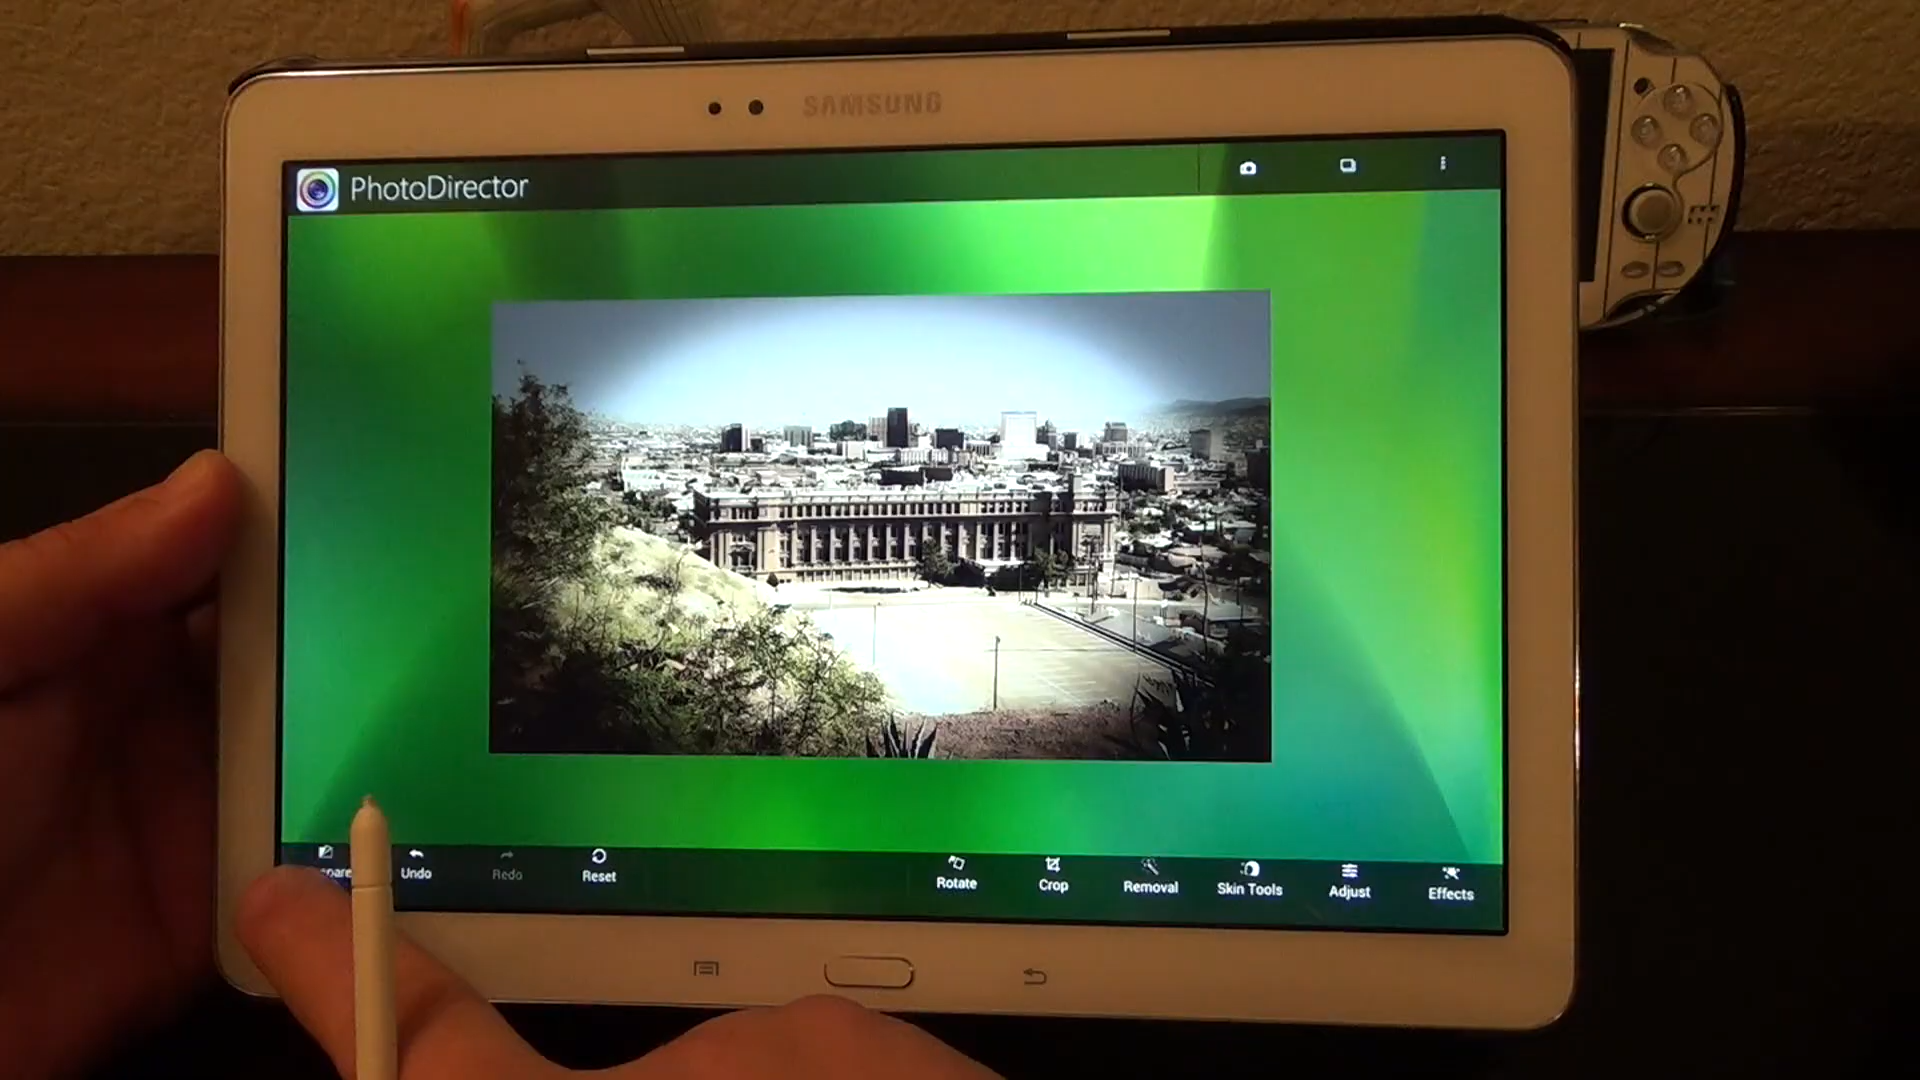 SAMSUNG
PhotoDirector
Undo
Redo
Reset
Rotate
Crop
Removal
Skin Tools
Adjust
Effects